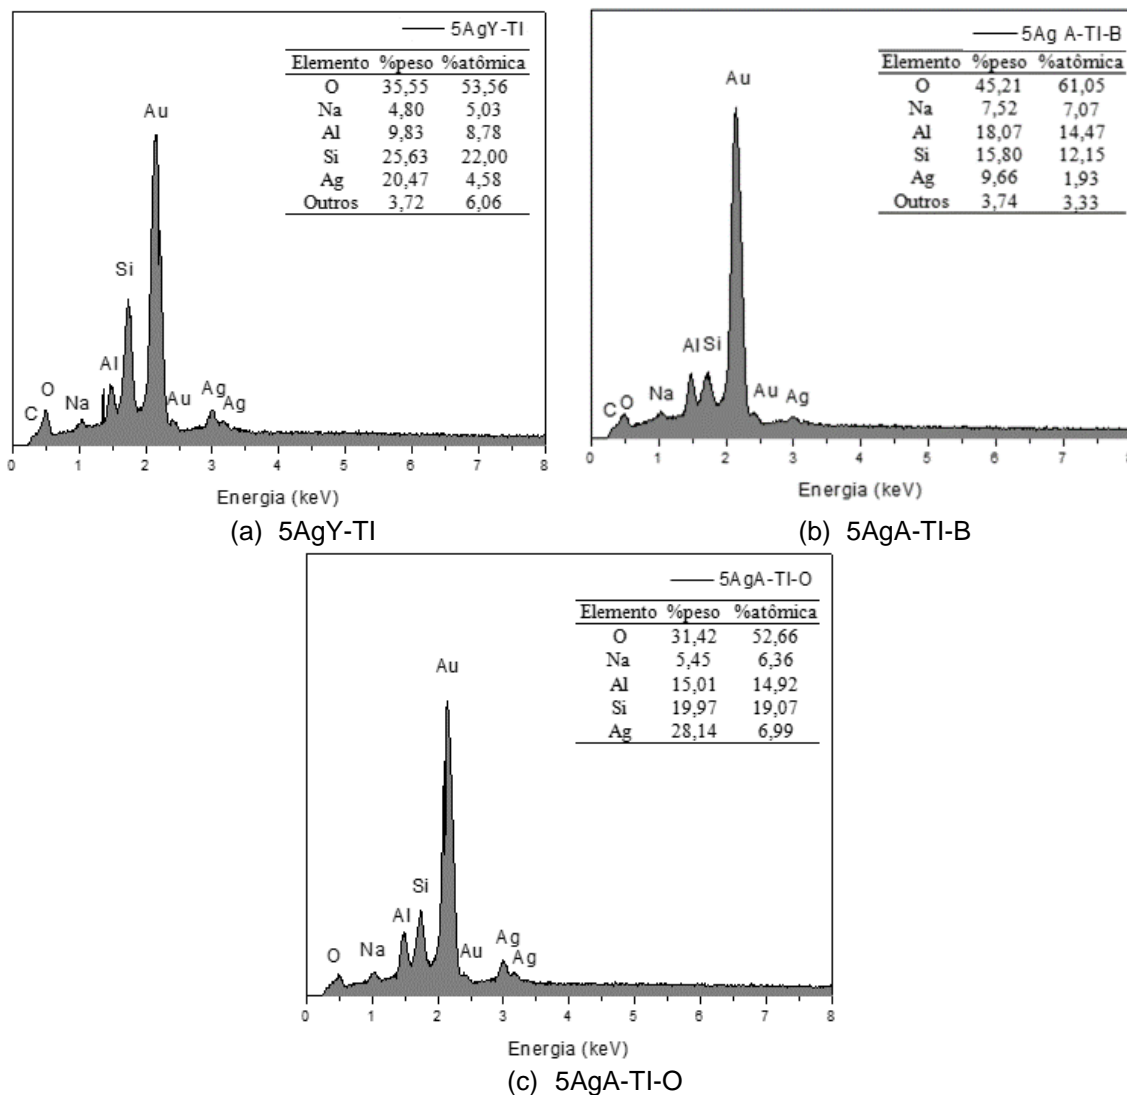 5AgY-TI
Elemento %peso %atômica
O 35,55 53,56
Na 4,80 5,03
Al 9,83 8,78
Si 25,63 22,00
Ag 20,47 4,58
Outros 3,72 6,06
Au
Si
Al
O
C
Na
Au
Ag
Ag
0 1 2 3 4 5 6 7 8
Energia (keV)
(a) 5AgY-TI
5Ag A-TI-B
Elemento %peso %atômica
O 45,21 61,05
Na 7,52 7,07
Al 18,07 14,47
Si 15,80 12,15
Ag 9,66 1,93
Outros 3,74 3,33
Au
Al Si
C O
Na
Au
Ag
0 1 2 3 4 5 6 7 8
Energia (keV)
(b) 5AgA-TI-B
5AgA-TI-O
Elemento %peso %atômica
O 31,42 52,66
Na 5,45 6,36
Al 15,01 14,92
Si 19,97 19,07
Ag 28,14 6,99
Au
Si
Al
O
Na
Au
Ag
Ag
0 1 2 3 4 5 6 7 8
Energia (keV)
(c) 5AgA-TI-O